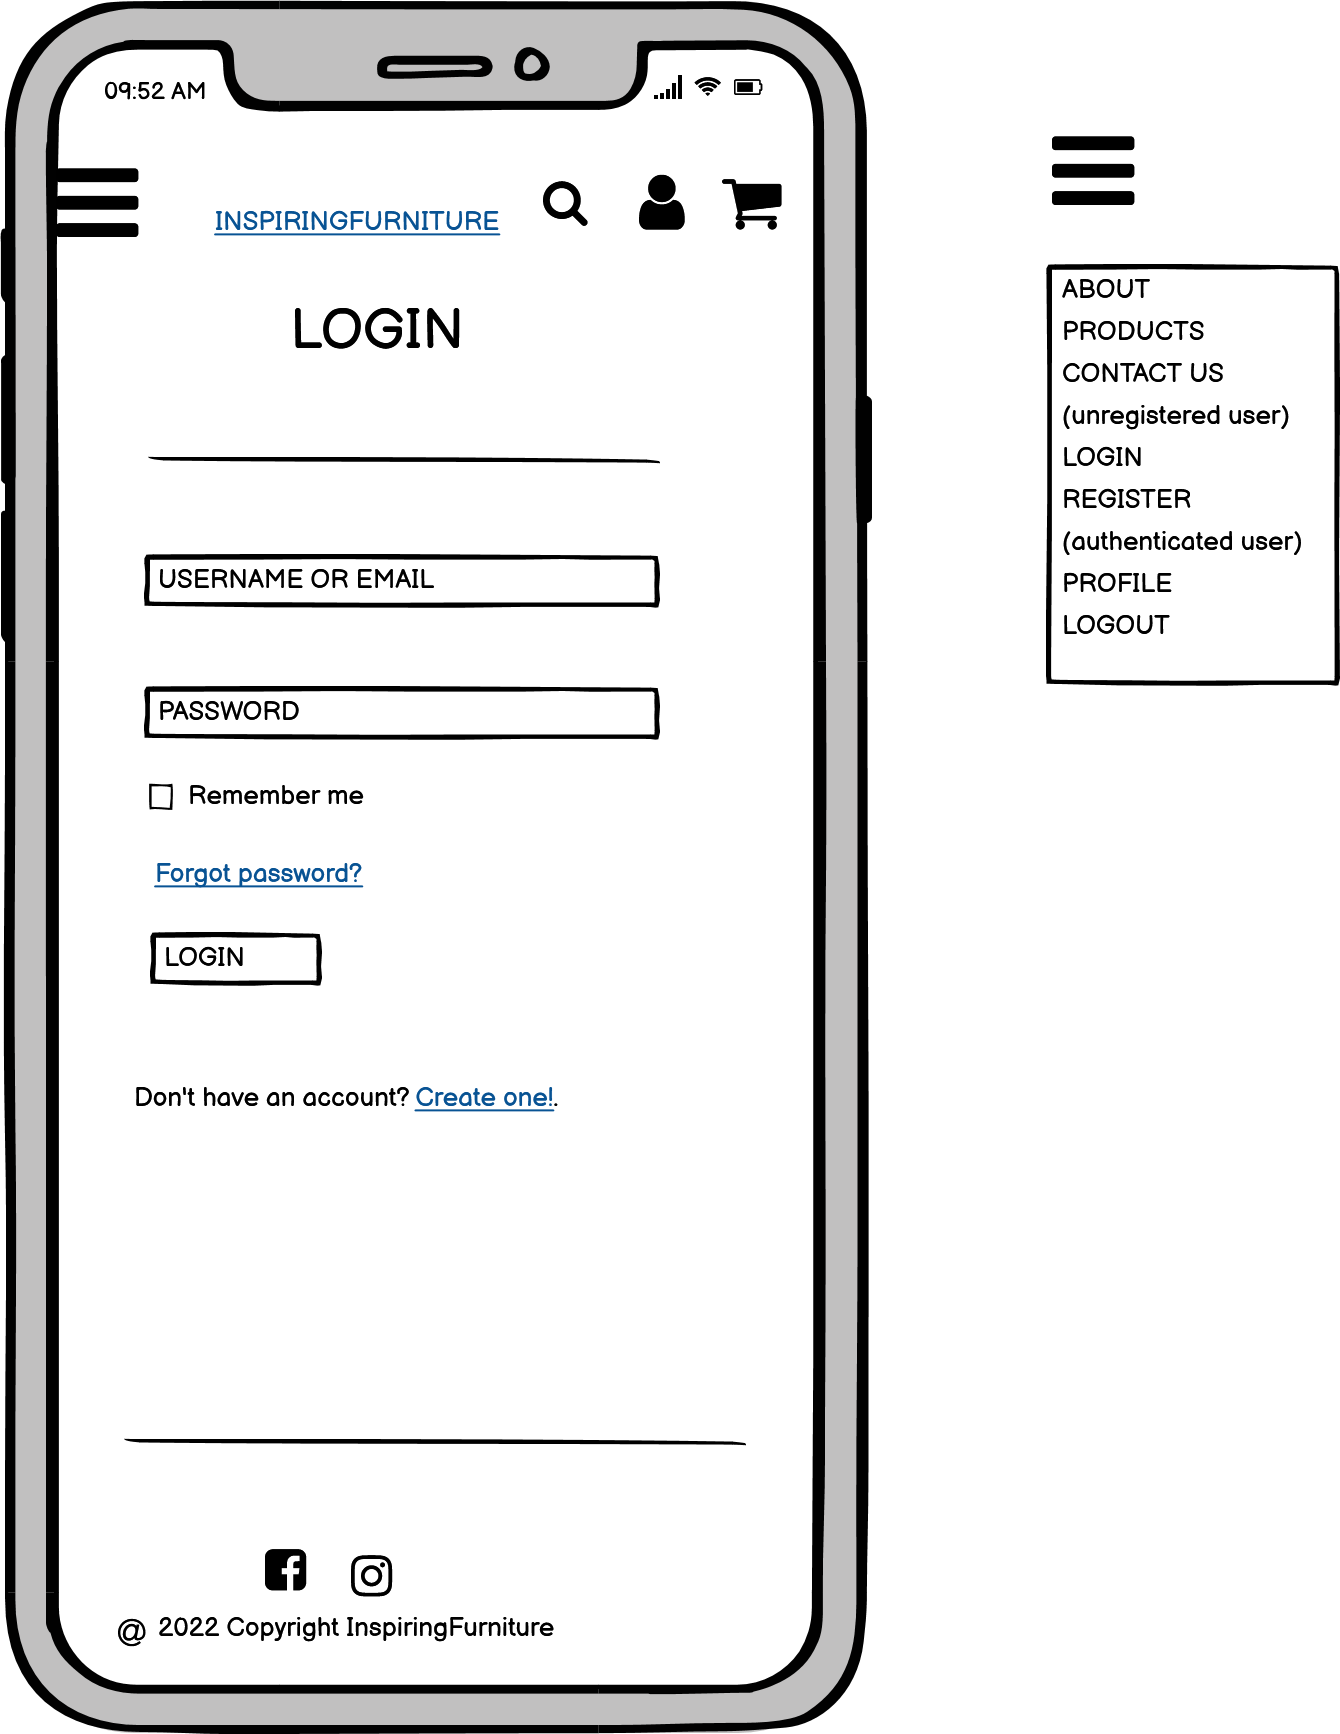 09:52 AM
INSPIRINGFURNITURE
LOGIN
USERNAME OR EMAIL
PASSWORD
Remember me
Forgot password?
LOGIN
Don't have an account? Create one!.
@ 2022 Copyright InspiringFurniture
ABOUT
PRODUCTS
CONTACT US
(unregistered user)
LOGIN
REGISTER
(authenticated user)
PROFILE
LOGOUT